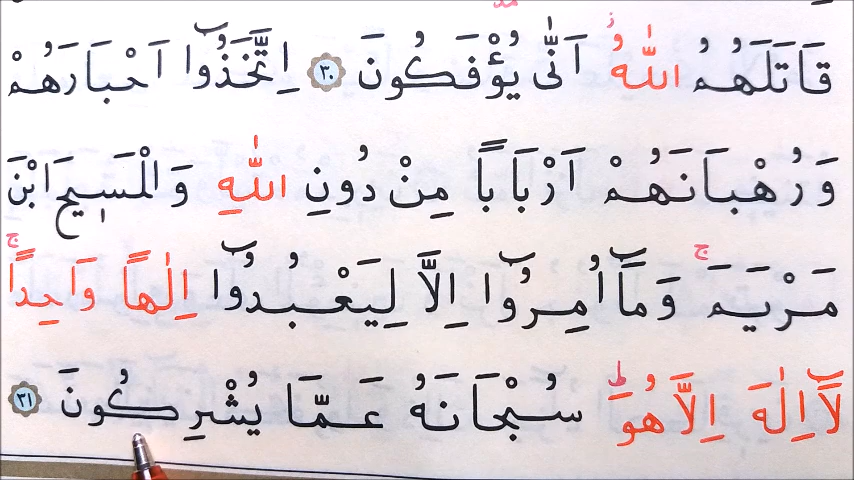 قَاتَلَهُمُ اللّٰهُ ز اَنّٰى يُؤْفَكُونَ ٣٠ اِتَّخَذُٓوا اَحْبَارَهُمْ
وَرُهْبَانَهُمْ اَرْبَابًا مِنْ دُونِ اللّٰهِ وَالْمَسٖيحَ ابْنَ
مَرْيَمَ ج وَمَٓا اُمِرُٓوا اِلَّا لِيَعْبُدُٓوا اِلٰهًا وَاحِدًا ج
لَٓا اِلٰهَ اِلَّا هُوَ ط سُبْحَانَهُ عَمَّا يُشْرِكُونَ ٣١